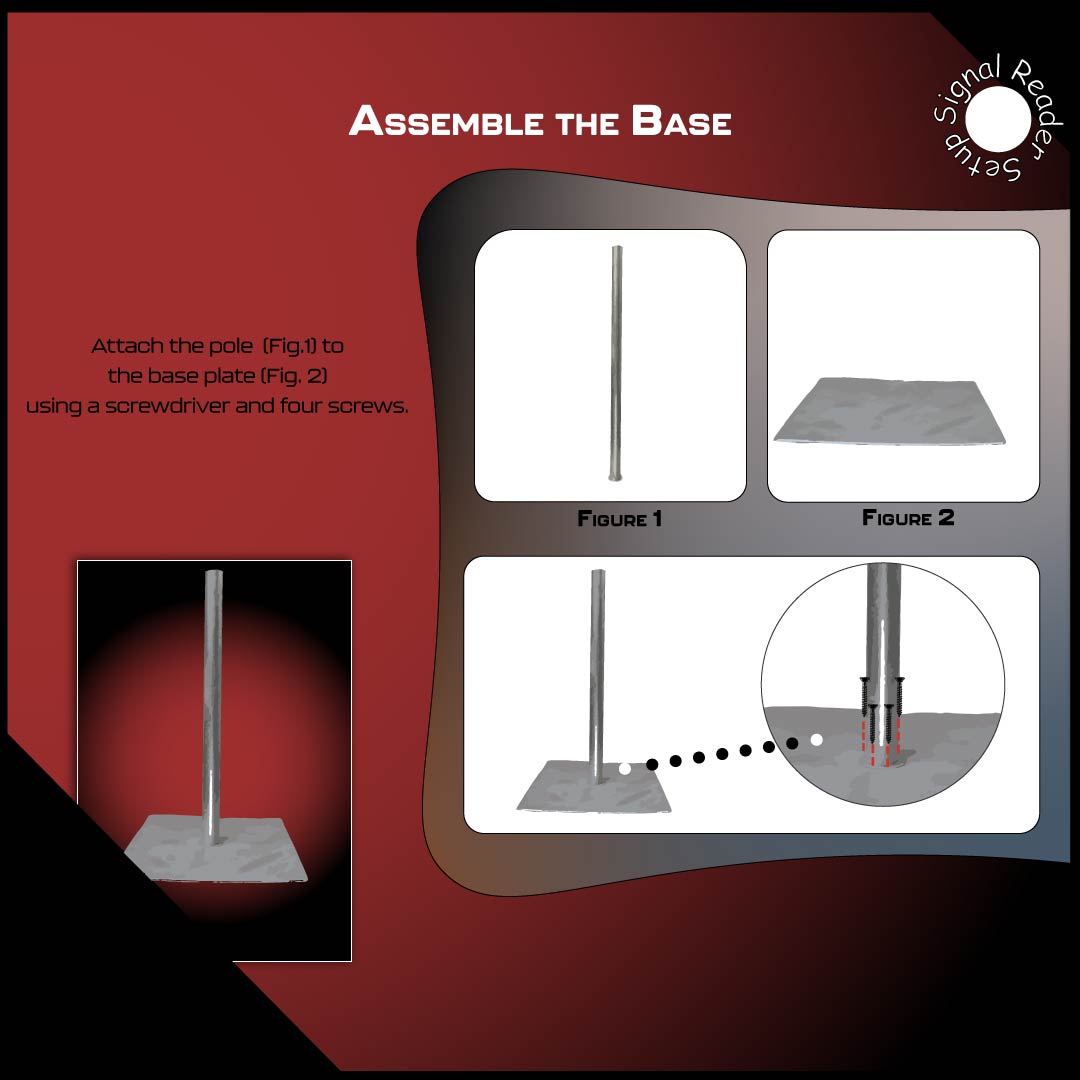 Assemble the Base
Signal Reader Setup
Attach the pole (Fig.1) to
the base plate (Fig. 2)
using a screwdriver and four screws.
Figure 1
Figure 2